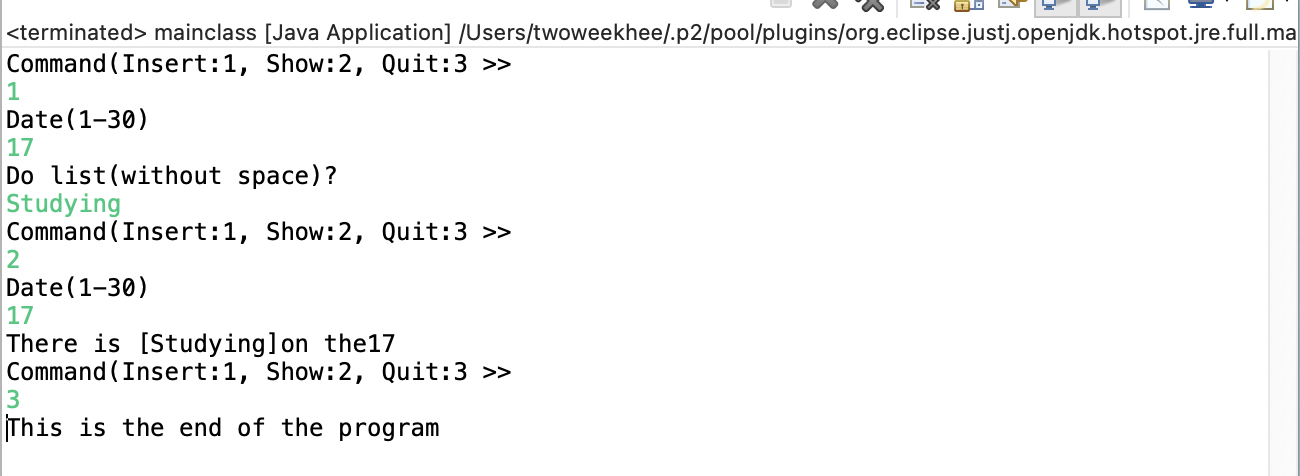 <terminated> mainclass [Java Application] /Users/twoweekhee/.p2/pool/plugins/org.eclipse.justj.openjdk.hotspot.jre.full.ma
Command(Insert:1, Show:2, Quit:3 >>
1
Date(1-30)
17
Do list(without space)?
Studying
Command(Insert:1, Show:2, Quit:3 >>
2
Date(1-30)
17
There is [Studying]on the17
Command(Insert:1, Show:2, Quit:3 >>
3
This is the end of the program